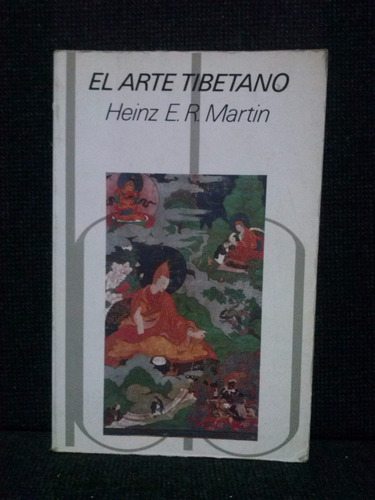 EL ARTE TIBETANO
Heinz E. R. Martin